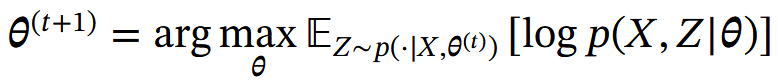 𝜽⁽ᵗ⁺¹⁾ = arg max_𝜽 𝔼_{Z∼p(·|X,𝜽⁽ᵗ⁾)} [log p(X, Z|𝜽)]